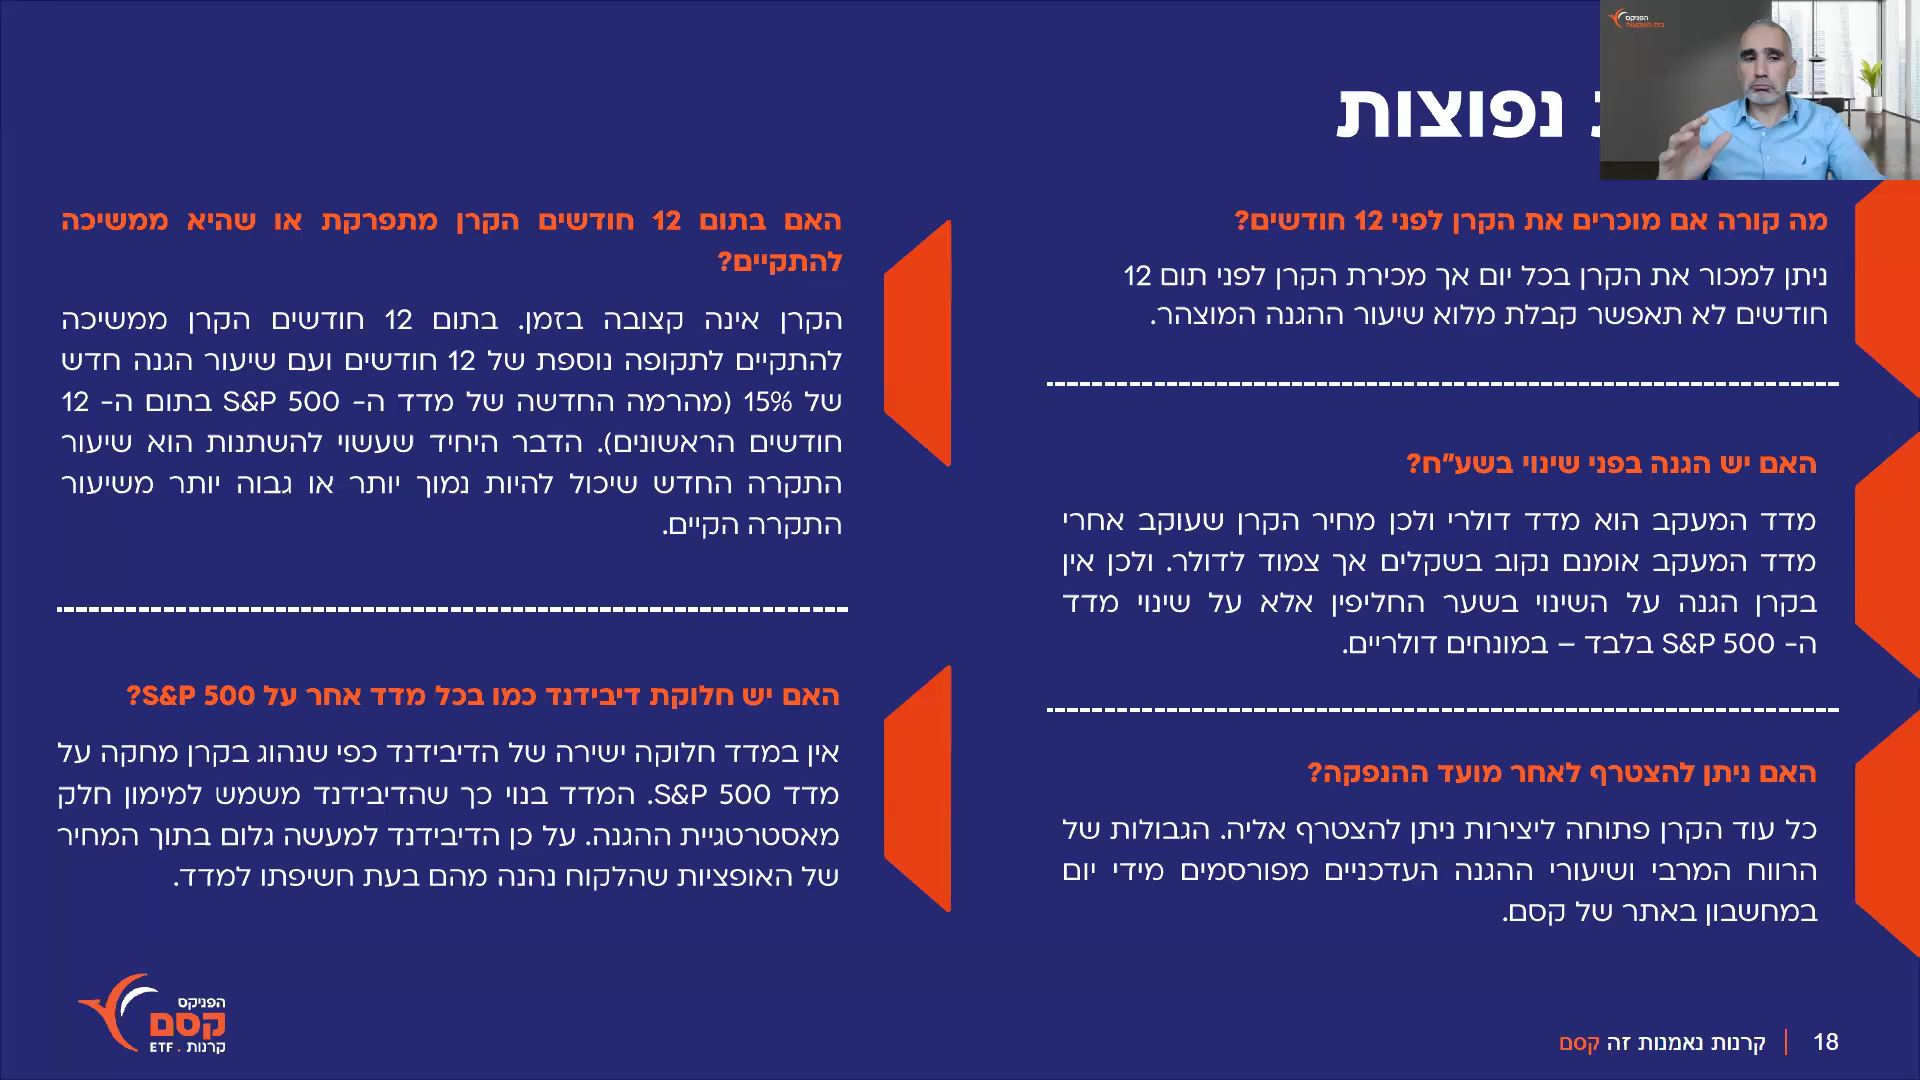 נפוצות
מה קורה אם מוכרים את הקרן לפני 12 חודשים?
ניתן למכור את הקרן בכל יום אך מכירת הקרן לפני תום 12
חודשים לא תאפשר קבלת מלוא שיעור ההגנה המוצהר.
האם יש הגנה בפני שינוי בשע"ח?
מדד המעקב הוא מדד דולרי ולכן מחיר הקרן שעוקב אחרי
מדד המעקב אומנם נקוב בשקלים אך צמוד לדולר. ולכן אין
בקרן הגנה על השינוי בשער החליפין אלא על שינוי מדד
ה- S&P 500 בלבד – במונחים דולריים.
האם ניתן להצטרף לאחר מועד ההנפקה?
כל עוד הקרן פתוחה ליצירות ניתן להצטרף אליה. הגבולות של
הרווח המרבי ושיעורי ההגנה העדכניים מפורסמים מידי יום
במחשבון באתר של קסם.
האם בתום 12 חודשים הקרן מתפרקת או שהיא ממשיכה
להתקיים?
הקרן אינה קצובה בזמן. בתום 12 חודשים הקרן ממשיכה
להתקיים לתקופה נוספת של 12 חודשים ועם שיעור הגנה חדש
של 15% (מהרמה החדשה של מדד ה- S&P 500 בתום ה- 12
חודשים הראשונים). הדבר היחיד שעשוי להשתנות הוא שיעור
התקרה החדש שיכול להיות נמוך יותר או גבוה יותר משיעור
התקרה הקיים.
האם יש חלוקת דיבידנד כמו בכל מדד אחר על S&P 500?
אין במדד חלוקה ישירה של הדיבידנד כפי שנהוג בקרן מחקה על
מדד S&P 500. המדד בנוי כך שהדיבידנד משמש למימון חלק
מאסטרטגיית ההגנה. על כן הדיבידנד למעשה גלום בתוך המחיר
של האופציות שהלקוח נהנה מהם בעת חשיפתו למדד.
הפניקס
בית השקעות
18 | קרנות נאמנות זה קסם
הפניקס
קסם
קרנות . ETF